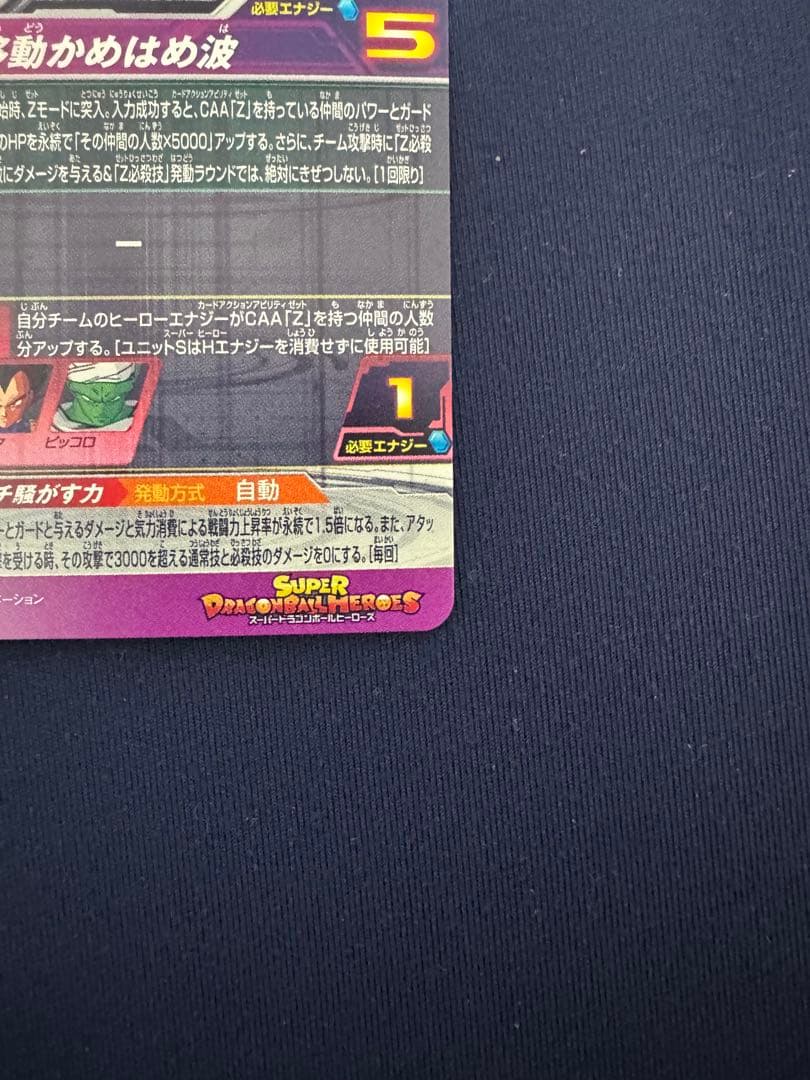 必要エナジー
5
動かめはめ波
始時、Zモードに突入。入力成功すると、CAA「Z」を持っている仲間のパワーとガード
のHPを永続で「その仲間の人数×5000」アップする。さらに、チーム攻撃時に「Z必殺
にダメージを与える&「Z必殺技」発動ラウンドでは、絶対にきぜつしない。[1回限り]
ー
自分チームのヒーローエナジーがCAA「Z」を持つ仲間の人数
分アップする。[ユニットSはHエナジーを消費せずに使用可能]
ピッコロ
1
必要エナジー
チ騒がす力 発動方式 自動
ーとガードと与えるダメージと気力消費による戦闘力上昇率が永続で1.5倍になる。また、アタッ
を受ける時、その攻撃で3000を超える通常技と必殺技のダメージを0にする。[毎回]
ーション
SUPER
DRAGONBALL HEROES
スーパードラゴンボールヒーローズ